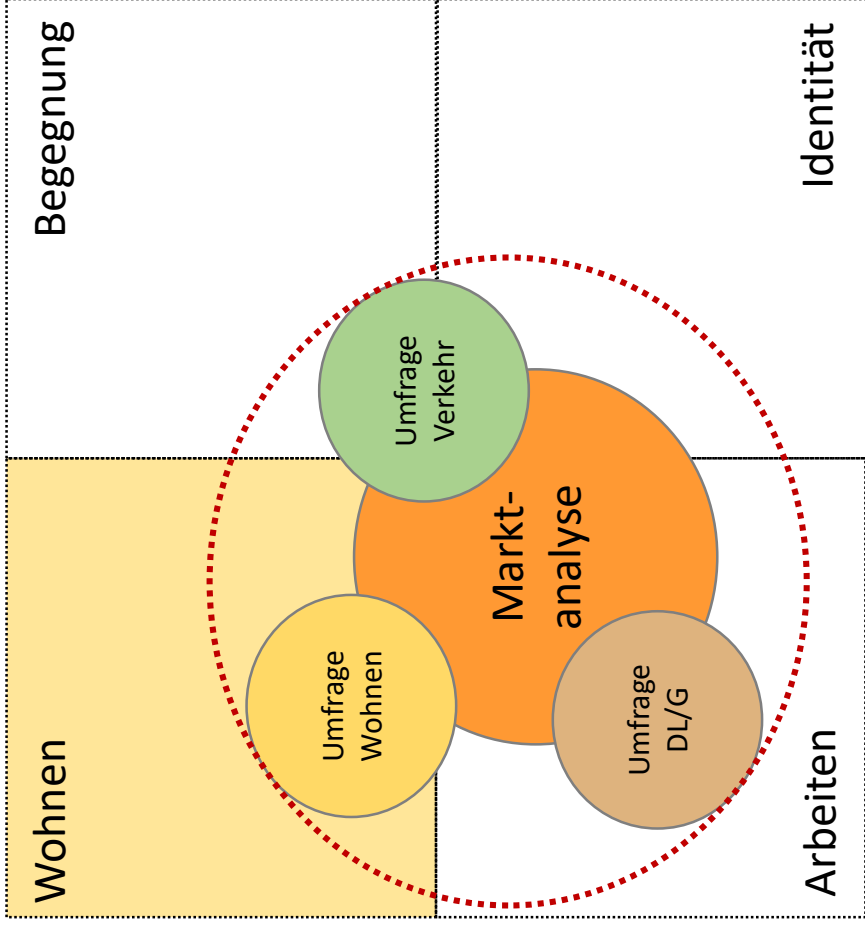 Wohnen
Begegnung
Umfrage
Wohnen
Umfrage
Verkehr
Markt-
analyse
Umfrage
DL/G
Arbeiten
Identität